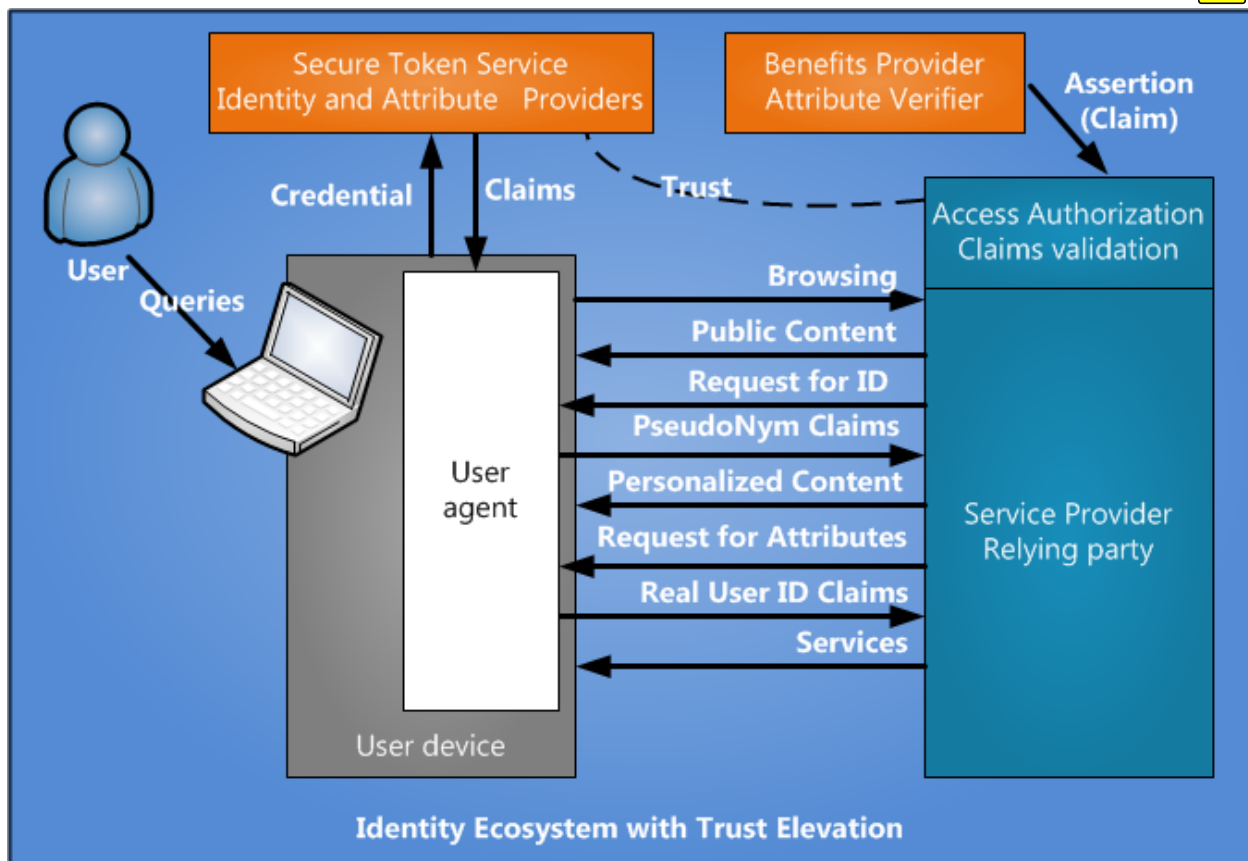 Secure Token Service
Identity and Attribute Providers
Benefits Provider
Attribute Verifier
Assertion
(Claim)
Credential
Claims
Trust
Access Authorization
Claims validation
User
Queries
Browsing
Public Content
Request for ID
PseudoNym Claims
Personalized Content
Request for Attributes
Real User ID Claims
Services
User
agent
Service Provider
Relying party
User device
Identity Ecosystem with Trust Elevation